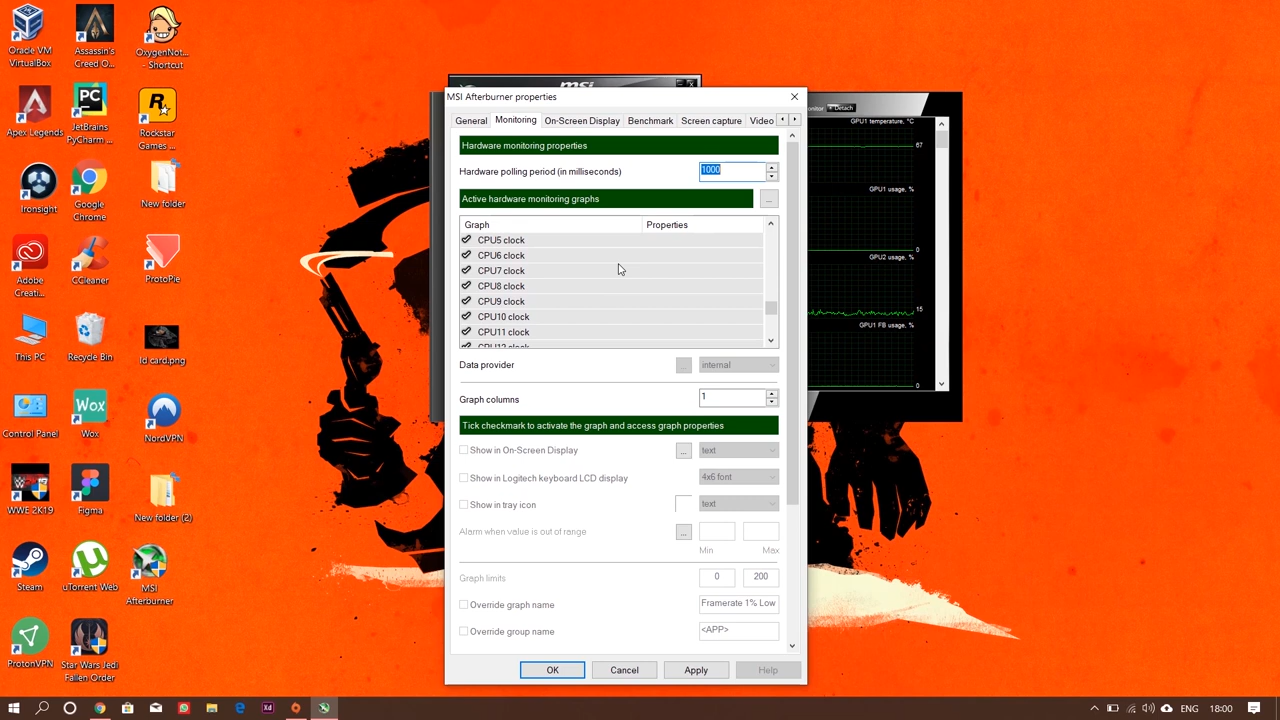 Oracle VM
VirtualBox
Assassin's
Creed O...
OxygenNot...
- Shortcut
Apex Legends
JetBrains
PyCharm ...
Rockstar
Games ...
Ironsight
Google
Chrome
New folder
Adobe
Creati...
CCleaner
ProtoPie
This PC
Recycle Bin
Id card.png
Control Panel
Wox
NordVPN
WWE 2K19
Figma
New folder (2)
Steam
uTorrent Web
MSI
Afterburner
ProtonVPN
Star Wars Jedi
Fallen Order
msi
MSI Afterburner properties
General
Monitoring
On-Screen Display
Benchmark
Screen capture
Video
Hardware monitoring properties
Hardware polling period (in milliseconds)
1000
Active hardware monitoring graphs
...
Graph
Properties
CPU5 clock
CPU6 clock
CPU7 clock
CPU8 clock
CPU9 clock
CPU10 clock
CPU11 clock
CPU12 clock
Data provider
...
internal
Graph columns
1
Tick checkmark to activate the graph and access graph properties
Show in On-Screen Display
...
text
Show in Logitech keyboard LCD display
4x6 font
Show in tray icon
text
Alarm when value is out of range
...
Min
Max
Graph limits
0
200
Override graph name
Framerate 1% Low
Override group name
<APP>
OK
Cancel
Apply
Help
onitor
Detach
GPU1 temperature, °C
67
GPU1 usage, %
0
GPU2 usage, %
15
GPU1 FB usage, %
0
ENG
18:00